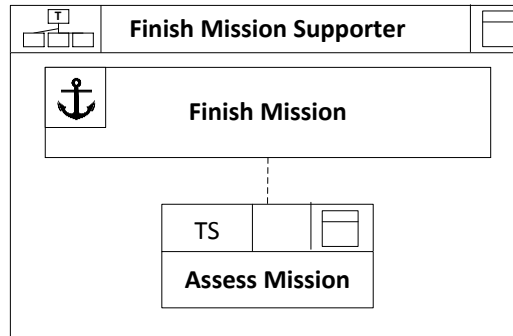 T
Finish Mission Supporter
Finish Mission
TS
Assess Mission